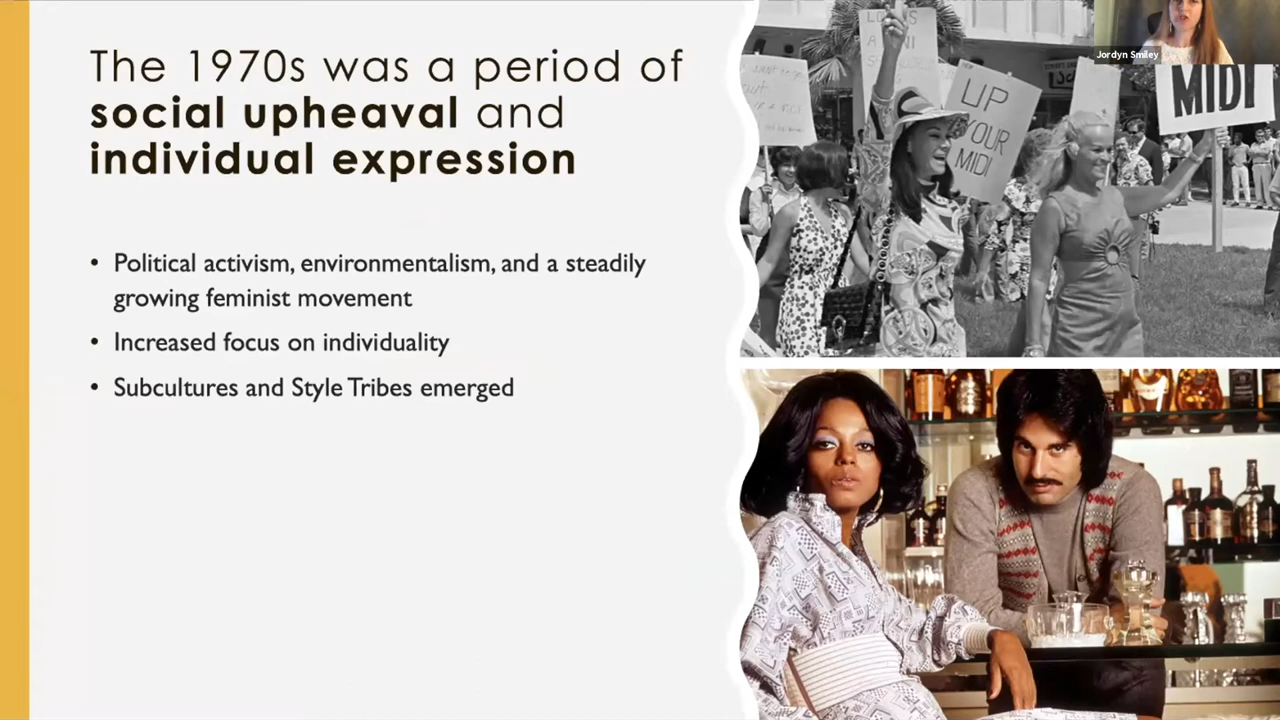 The 1970s was a period of
social upheaval and
individual expression
• Political activism, environmentalism, and a steadily
growing feminist movement
• Increased focus on individuality
• Subcultures and Style Tribes emerged
UP
YOUR
MIDI
MIDI
Jordyn Smiley